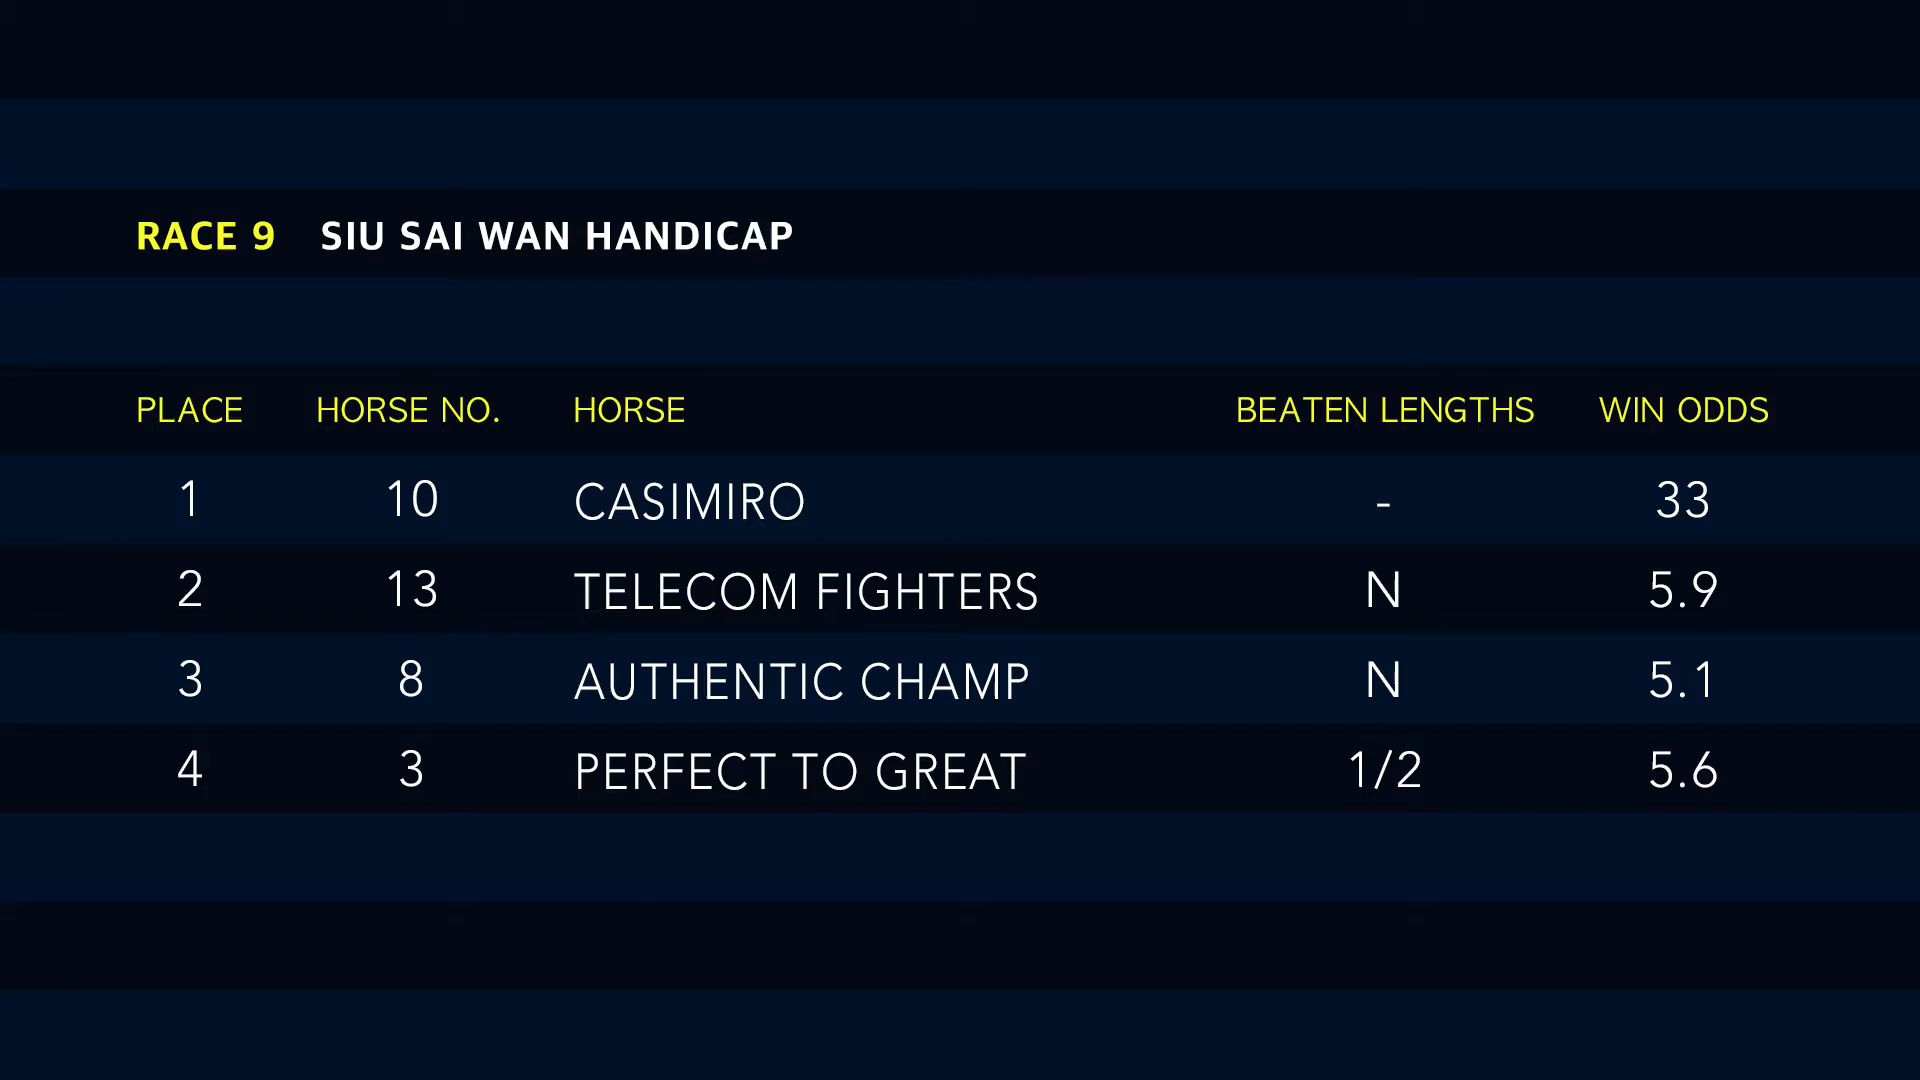 RACE 9 SIU SAI WAN HANDICAP
PLACE HORSE NO. HORSE BEATEN LENGTHS WIN ODDS
1 10 CASIMIRO - 33
2 13 TELECOM FIGHTERS N 5.9
3 8 AUTHENTIC CHAMP N 5.1
4 3 PERFECT TO GREAT 1/2 5.6